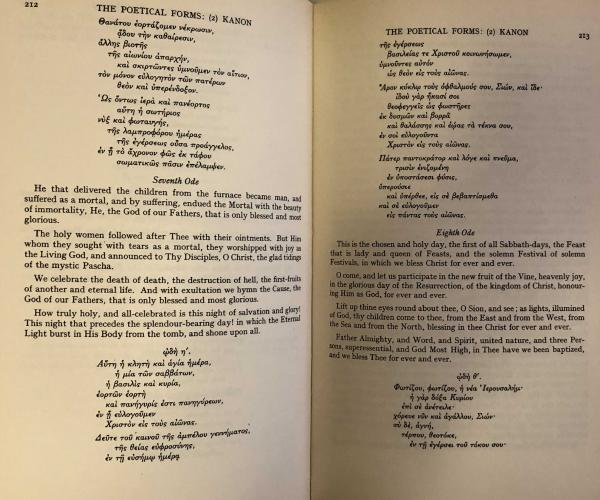 212
THE POETICAL FORMS: (2) KANON
Θανάτου ἑορτάζομεν νέκρωσιν,
ᾅδου τὴν καθαίρεσιν,
ἄλλης βιοτῆς
τῆς αἰωνίου ἀπαρχήν,
καὶ σκιρτῶντες ὑμνοῦμεν τὸν αἴτιον,
τὸν μόνον εὐλογητὸν τῶν πατέρων
θεὸν καὶ ὑπερένδοξον.
Ὡς ὄντως ἱερὰ καὶ πανέορτος
αὕτη ἡ σωτήριος
νὺξ καὶ φωταυγής,
τῆς λαμπροφόρου ἡμέρας
τῆς ἐγέρσεως οὖσα προάγγελος,
ἐν ᾗ τὸ ἄχρονον φῶς ἐκ τάφου
σωματικῶς πᾶσιν ἐπέλαμψεν.
Seventh Ode
He that delivered the children from the furnace became man, and
suffered as a mortal, and by suffering, endued the Mortal with the beauty
of immortality, He, the God of our Fathers, that is only blessed and most
glorious.
The holy women followed after Thee with their ointments. But Him
whom they sought with tears as a mortal, they worshipped with joy as
the Living God, and announced to Thy Disciples, O Christ, the glad tidings
of the mystic Pascha.
We celebrate the death of death, the destruction of hell, the first-fruits
of another and eternal life. And with exultation we hymn the Cause, the
God of our Fathers, that is only blessed and most glorious.
How truly holy, and all-celebrated is this night of salvation and glory!
This night that precedes the splendour-bearing day! in which the Eternal
Light burst in His Body from the tomb, and shone upon all.
ᾠδὴ η'.
Αὕτη ἡ κλητὴ καὶ ἁγία ἡμέρα,
ἡ μία τῶν σαββάτων,
ἡ βασιλὶς καὶ κυρία,
ἑορτῶν ἑορτὴ
καὶ πανήγυρίς ἐστι πανηγύρεων,
ἐν ᾗ εὐλογοῦμεν
Χριστὸν εἰς τοὺς αἰῶνας.
Δεῦτε τοῦ καινοῦ τῆς ἀμπέλου γεννήματος,
τῆς θείας εὐφροσύνης,
ἐν τῇ εὐσήμῳ ἡμέρᾳ
THE POETICAL FORMS: (2) KANON
213
τῆς ἐγέρσεως
βασιλείας τε Χριστοῦ κοινωνήσωμεν,
ὑμνοῦντες αὐτὸν
ὡς θεὸν εἰς τοὺς αἰῶνας.
Ἆρον κύκλῳ τοὺς ὀφθαλμούς σου, Σιών, καὶ ἴδε·
ἰδοὺ γὰρ ἥκασί σοι
θεοφεγγεῖς ὡς φωστῆρες
ἐκ δυσμῶν καὶ βορρᾶ
καὶ θαλάσσης καὶ ἑῴας τὰ τέκνα σου,
ἐν σοὶ εὐλογοῦντα
Χριστὸν εἰς τοὺς αἰῶνας.
Πάτερ παντοκράτορ καὶ λόγε καὶ πνεῦμα,
τρισὶν ἑνιζομένη
ἐν ὑποστάσεσι φύσις,
ὑπερούσιε
καὶ ὑπέρθεε, εἰς σὲ βεβαπτίσμεθα
καὶ σὲ εὐλογοῦμεν
εἰς πάντας τοὺς αἰῶνας.
Eighth Ode
This is the chosen and holy day, the first of all Sabbath-days, the Feast
that is lady and queen of Feasts, and the solemn Festival of solemn
Festivals, in which we bless Christ for ever and ever.
O come, and let us participate in the new fruit of the Vine, heavenly joy,
in the glorious day of the Resurrection, of the kingdom of Christ, honour-
ing Him as God, for ever and ever.
Lift up thine eyes round about thee, O Sion, and see; as lights, illumined
of God, thy children come to thee, from the East and from the West, from
the Sea and from the North, blessing in thee Christ for ever and ever.
Father Almighty, and Word, and Spirit, united nature, and three Per-
sons, superessential, and God Most High, in Thee have we been baptized,
and we bless Thee for ever and ever.
ᾠδὴ θ'.
Φωτίζου, φωτίζου, ἡ νέα Ἰερουσαλήμ·
ἡ γὰρ δόξα Κυρίου
ἐπὶ σὲ ἀνέτειλε·
χόρευε νῦν καὶ ἀγάλλου, Σιών·
σὺ δέ, ἁγνή,
τέρπου, θεοτόκε,
ἐν τῇ ἐγέρσει τοῦ τόκου σου·